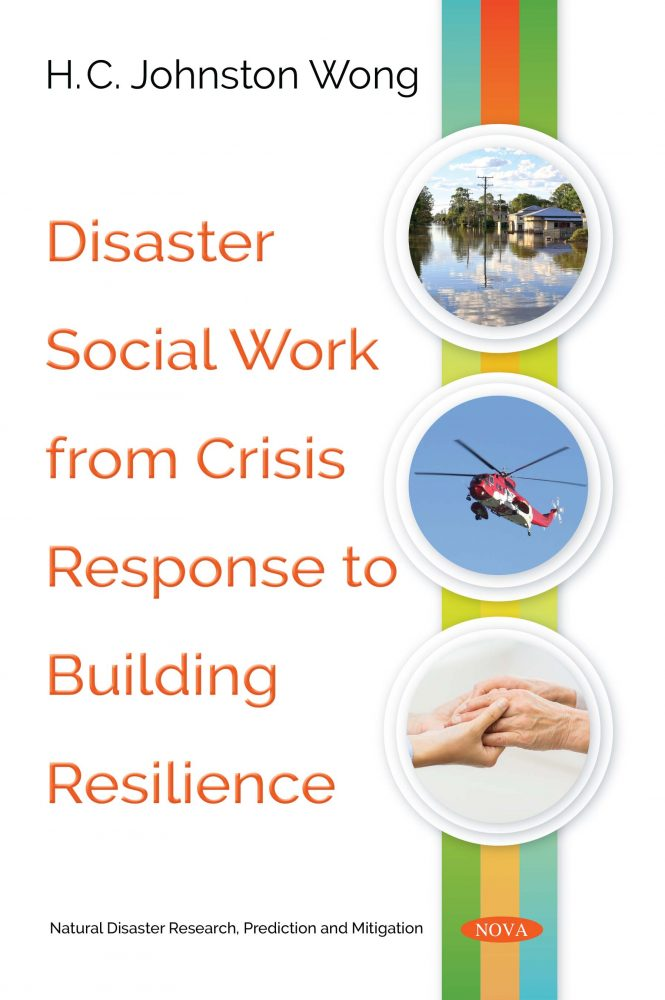 H.C. Johnston Wong
Disaster
Social Work
from Crisis
Response to
Building
Resilience
Natural Disaster Research, Prediction and Mitigation
NOVA